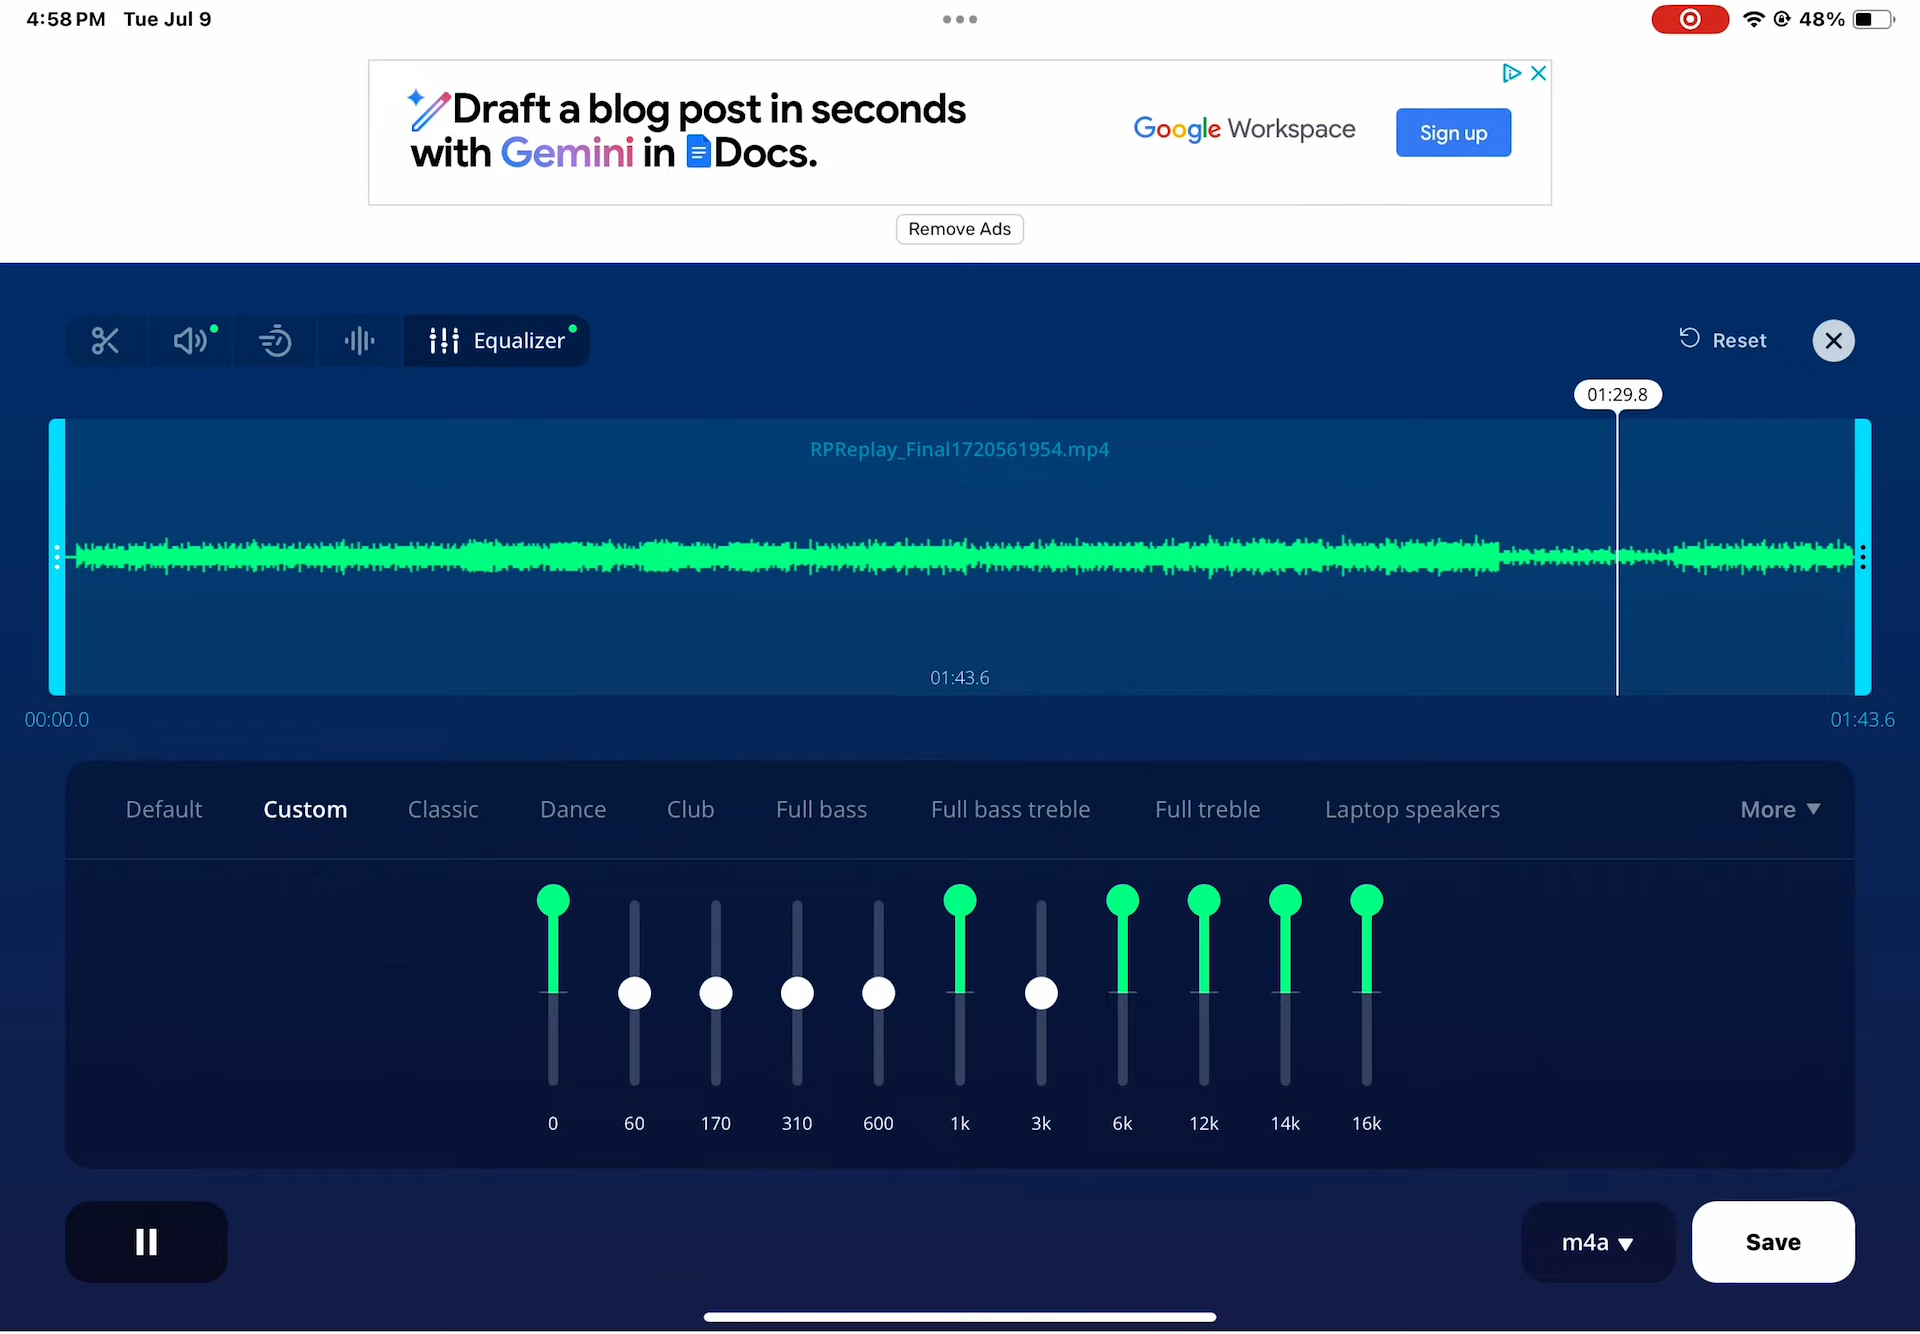 4:58 PM Tue Jul 9
48%
Draft a blog post in seconds
with Gemini in Docs.
Google Workspace
Sign up
Remove Ads
Equalizer
Reset
01:29.8
RPReplay_Final1720561954.mp4
01:43.6
00:00.0
01:43.6
Default Custom Classic Dance Club Full bass Full bass treble Full treble Laptop speakers More
0 60 170 310 600 1k 3k 6k 12k 14k 16k
m4a
Save